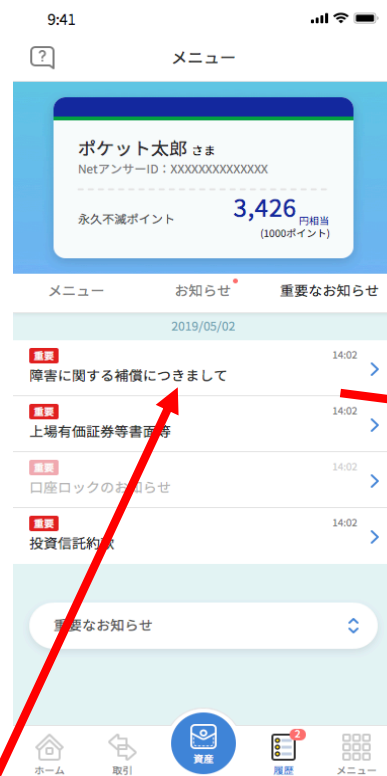 9:41
?
メニュー
ポケット太郎 さま
NetアンサーID：XXXXXXXXXXXXXX
永久不滅ポイント
3,426 円相当
(1000ポイント)
メニュー お知らせ 重要なお知らせ
2019/05/02
重要 14:02
障害に関する補償につきまして
重要 14:02
上場有価証券等書面等
重要 14:02
口座ロックのお知らせ
重要 14:02
投資信託約款
重要なお知らせ
2
ホーム 取引 資産 履歴 メニュー